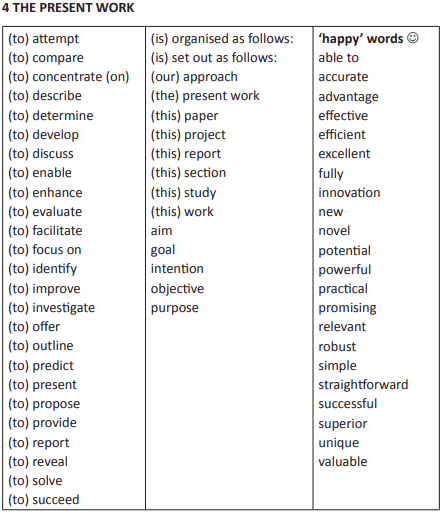 4 THE PRESENT WORK
(to) attempt
(to) compare
(to) concentrate (on)
(to) describe
(to) determine
(to) develop
(to) discuss
(to) enable
(to) enhance
(to) evaluate
(to) facilitate
(to) focus on
(to) identify
(to) improve
(to) investigate
(to) offer
(to) outline
(to) predict
(to) present
(to) propose
(to) provide
(to) report
(to) reveal
(to) solve
(to) succeed
(is) organised as follows:
(is) set out as follows:
(our) approach
(the) present work
(this) paper
(this) project
(this) report
(this) section
(this) study
(this) work
aim
goal
intention
objective
purpose
‘happy’ words ☺
able to
accurate
advantage
effective
efficient
excellent
fully
innovation
new
novel
potential
powerful
practical
promising
relevant
robust
simple
straightforward
successful
superior
unique
valuable